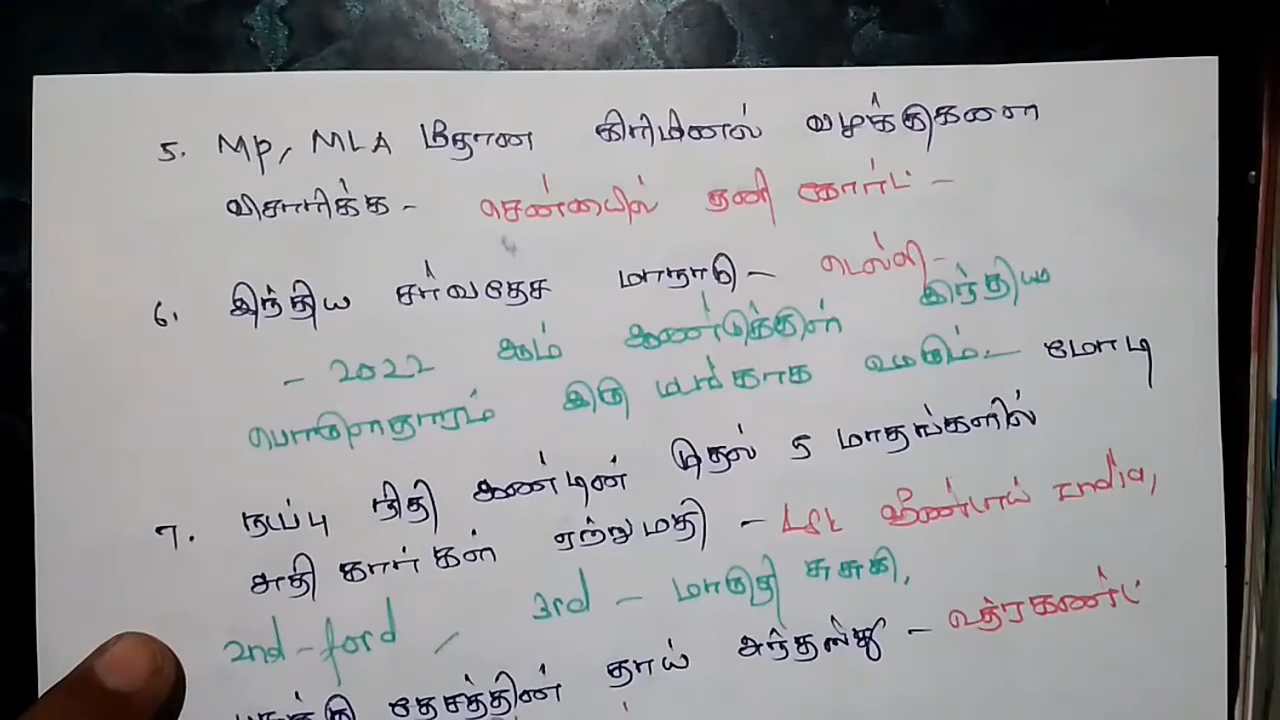 5. MP, MLA மீதான கிரிமினல் வழக்குகளை
விசாரிக்க - சென்னையில் தனி கோர்ட் -
6. இந்திய சர்வதேச மாநாடு - டெல்லி -
- 2022 ஆம் ஆண்டுக்குள் இந்திய
பொருளாதாரம் இரு மடங்காக உயரும். - மோடி
7. நடப்பு நிதி ஆண்டின் முதல் 5 மாதங்களில்
அதி கார்கள் ஏற்றுமதி - 1st ஹீண்டாய் India,
2nd - ford, 3rd - மாருதி சுசுகி,
தேசத்தின் தாய் அந்தஸ்து - உத்ரகண்ட்